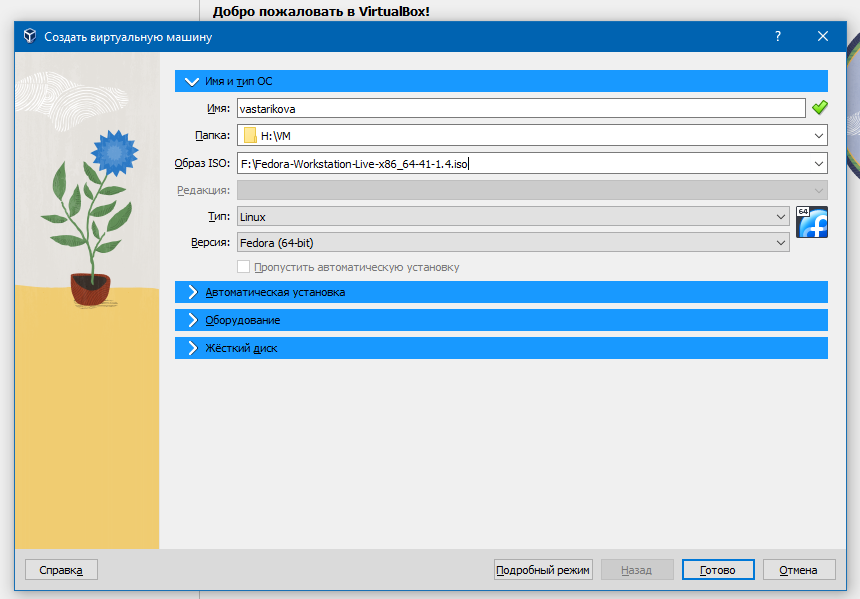 Добро пожаловать в VirtualBox!
Создать виртуальную машину ?
Имя и тип ОС
Имя: vastarikova
Папка: H:\VM
Образ ISO: F:\Fedora-Workstation-Live-x86_64-41-1.4.iso
Редакция:
Тип: Linux
64
Версия: Fedora (64-bit)
Пропустить автоматическую установку
Автоматическая установка
Оборудование
Жёсткий диск
Справка Подробный режим Назад Готово Отмена